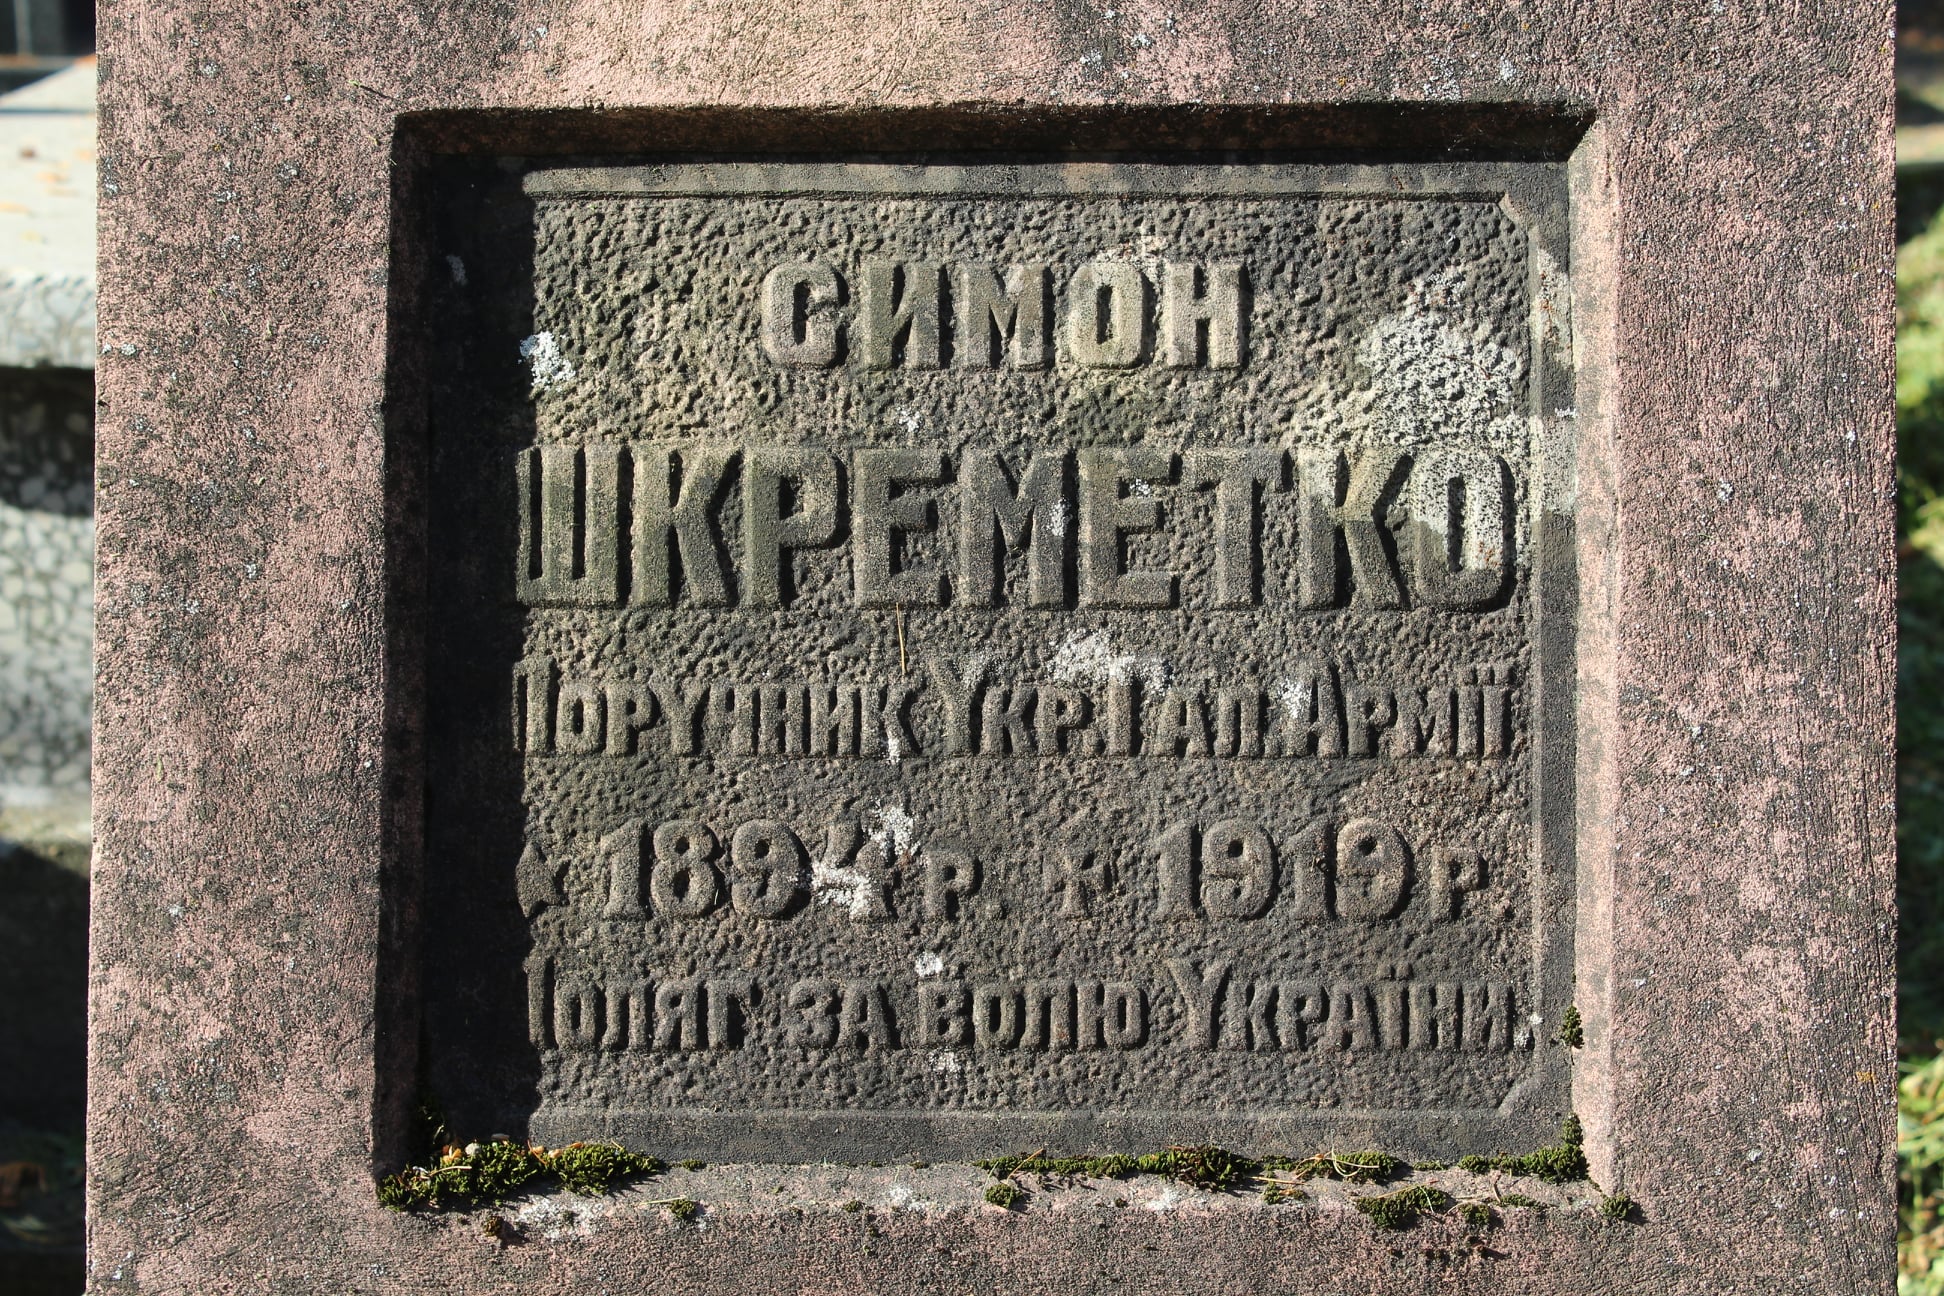 СИМОН
ШКРЕМЕТКО
Поручник Укр. Гал. Армії
* 1894 р. † 1919 р.
Поляг за волю України.